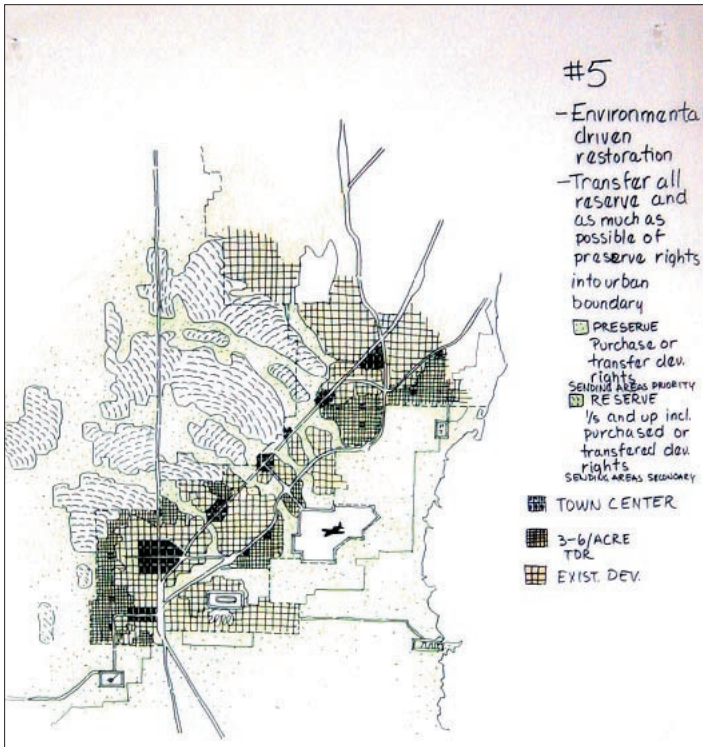 #5
- Environmenta
driven
restoration
- Transfer all
reserve and
as much as
possible of
preserve rights
into urban
boundary
PRESERVE
Purchase or
transfer dev.
rights
SENDING AREAS PRIORITY
RESERVE
1/5 and up incl.
purchased or
transfered dev.
rights
SENDING AREAS SECONDARY
TOWN CENTER
3-6/ACRE
TDR
EXIST. DEV.